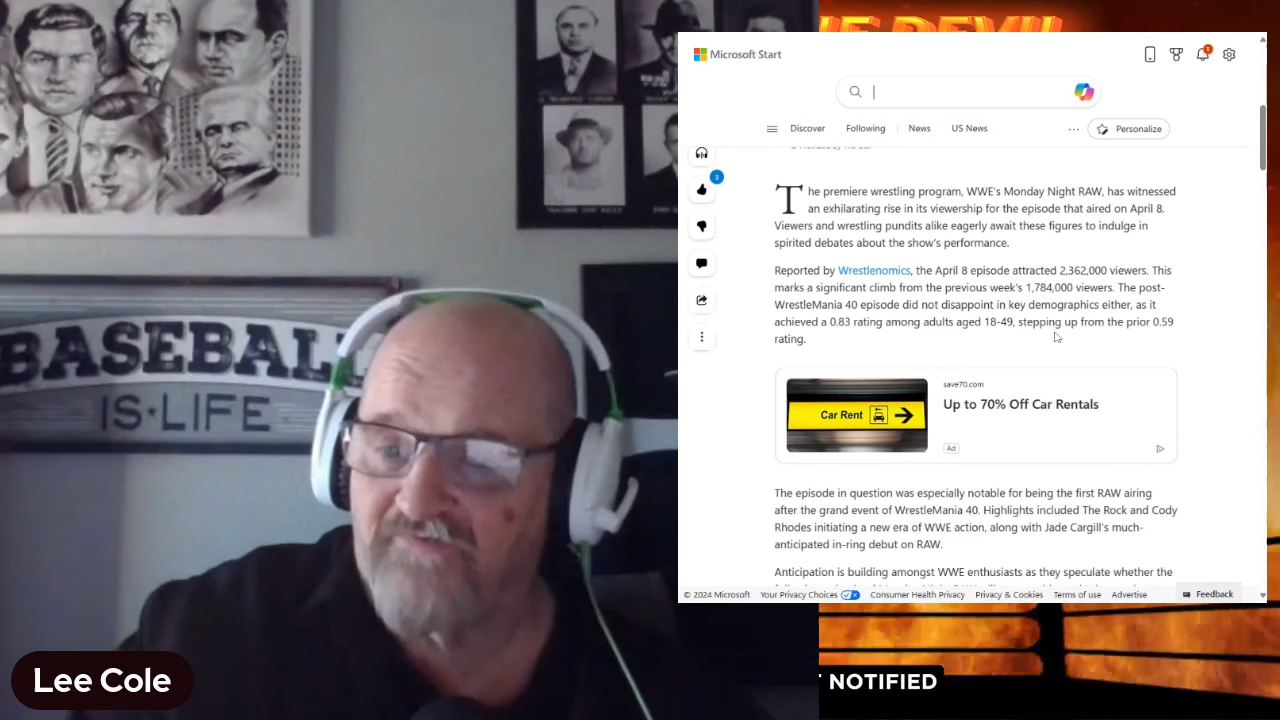 BASEBALL
IS LIFE
Lee Cole
Microsoft Start
3
Discover
Following
News
US News
...
Personalize
3
The premiere wrestling program, WWE's Monday Night RAW, has witnessed
an exhilarating rise in its viewership for the episode that aired on April 8.
Viewers and wrestling pundits alike eagerly await these figures to indulge in
spirited debates about the show's performance.
Reported by Wrestlenomics, the April 8 episode attracted 2,362,000 viewers. This
marks a significant climb from the previous week's 1,784,000 viewers. The post-
WrestleMania 40 episode did not disappoint in key demographics either, as it
achieved a 0.83 rating among adults aged 18-49, stepping up from the prior 0.59
rating.
Car Rent
save70.com
Up to 70% Off Car Rentals
Ad
The episode in question was especially notable for being the first RAW airing
after the grand event of WrestleMania 40. Highlights included The Rock and Cody
Rhodes initiating a new era of WWE action, along with Jade Cargill's much-
anticipated in-ring debut on RAW.
Anticipation is building amongst WWE enthusiasts as they speculate whether the
© 2024 Microsoft
Your Privacy Choices
Consumer Health Privacy
Privacy & Cookies
Terms of use
Advertise
Feedback
NOTIFIED